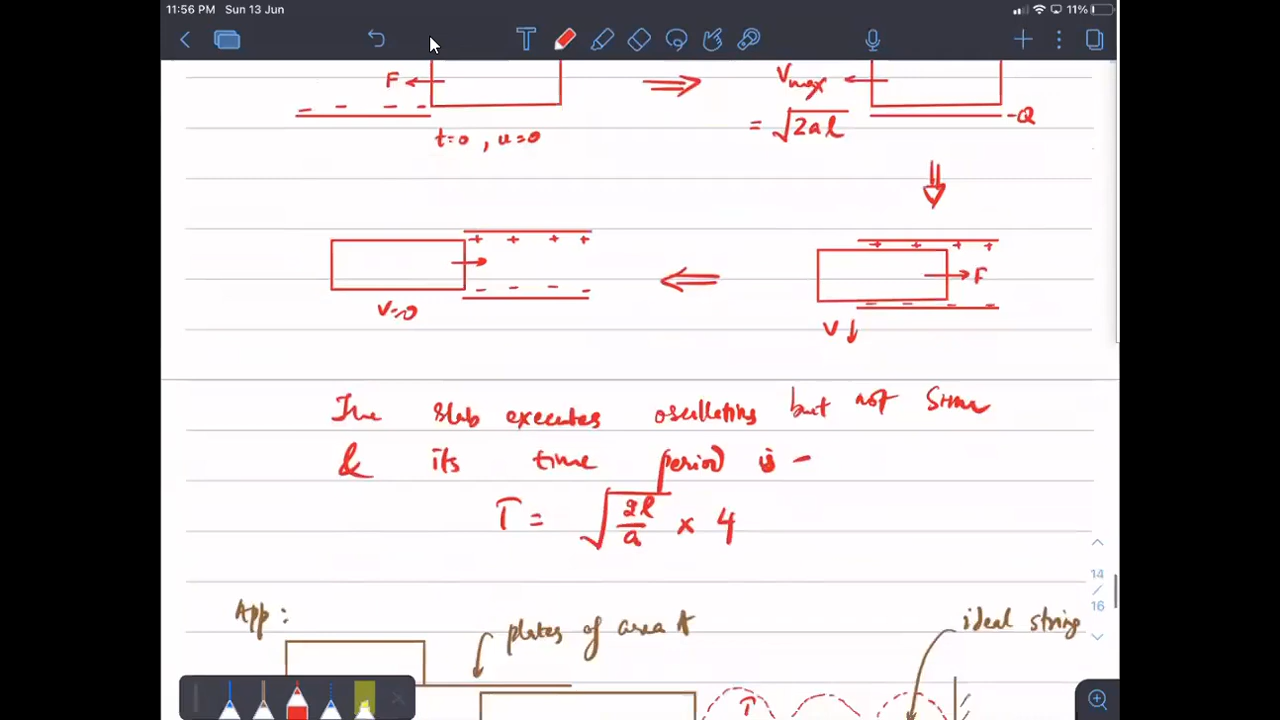 11:56 PM Sun 13 Jun 11%
T
F ←
- - - -
t=0 , u=0
⇒
Vmax
= √2al
-Q
⇓
+ + + +
- - - -
V=0
⇐
+ + + +
- - - -
→ F
V↓
The slab executes oscillatins but not SHM
& its time period is -
T = √2l/a × 4
14
/
16
App :
plates of area A
ideal string
T